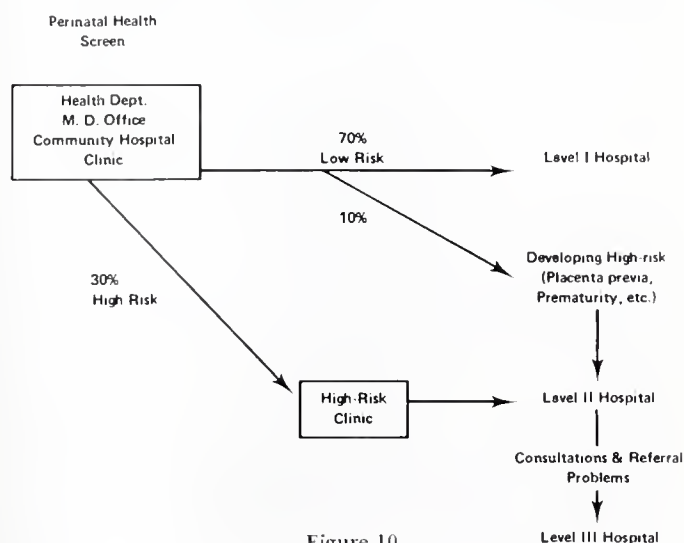 Perinatal Health
Screen
Health Dept.
M. D. Office
Community Hospital
Clinic
70%
Low Risk
Level I Hospital
10%
Developing High-risk
(Placenta previa,
Prematurity, etc.)
30%
High Risk
High-Risk
Clinic
Level II Hospital
Consultations & Referral
Problems
Level III Hospital
Figure 10